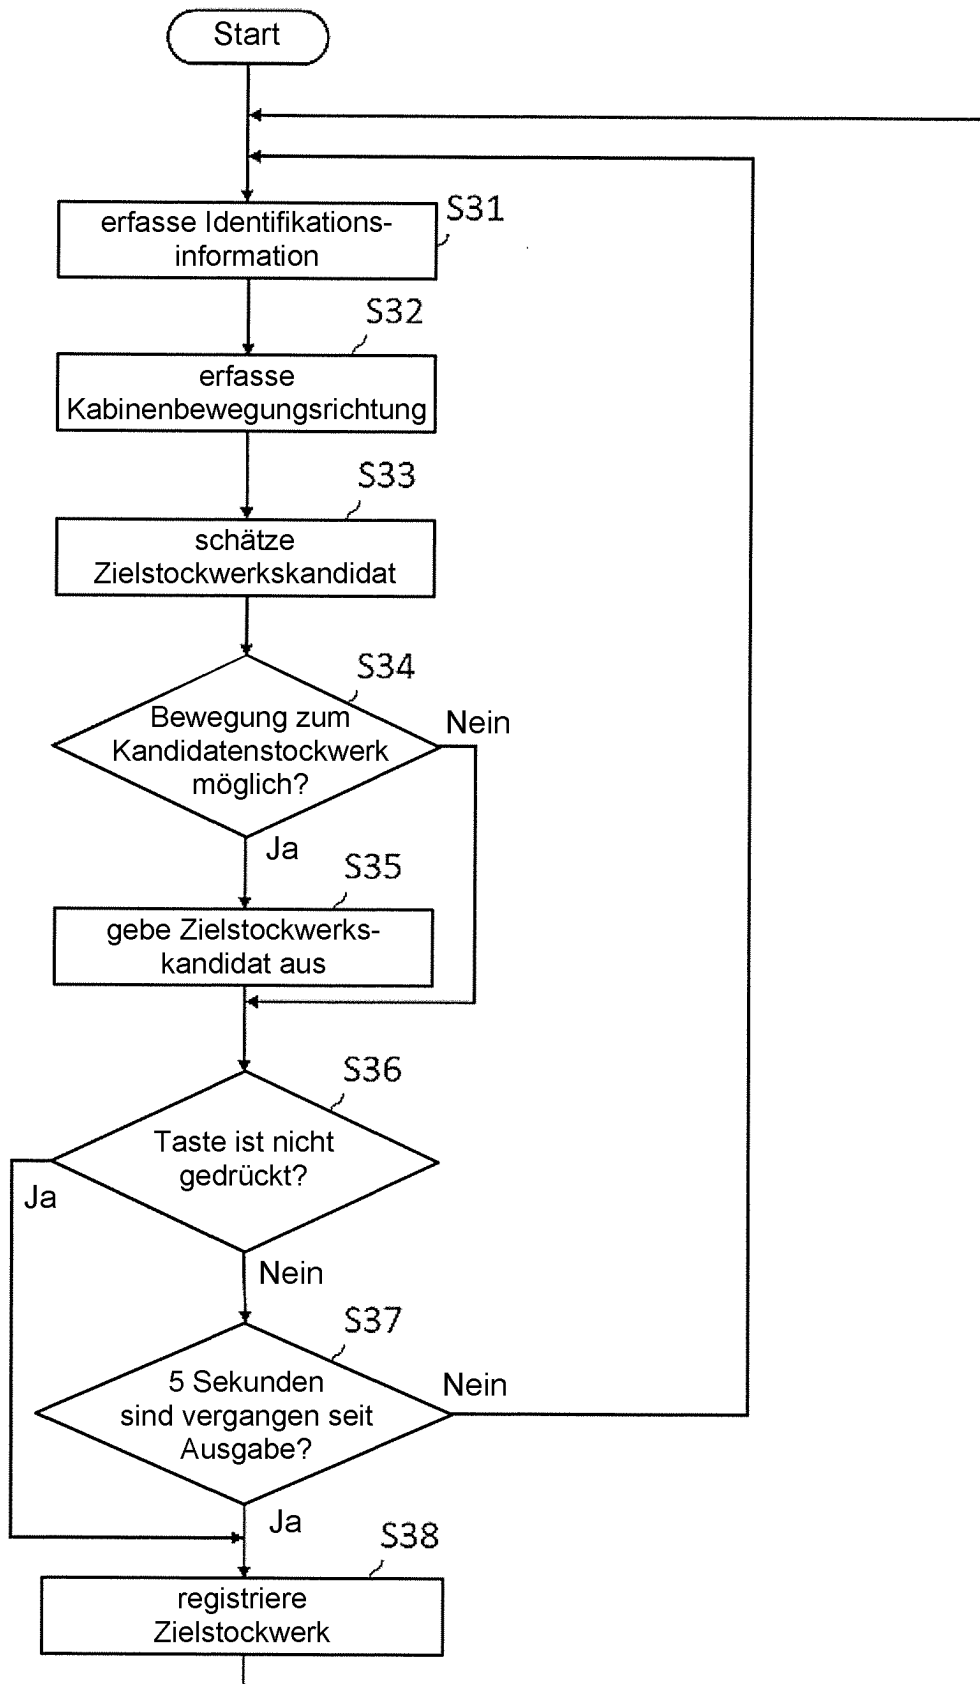 Start
S31
erfasse Identifikations-
information
S32
erfasse
Kabinenbewegungsrichtung
S33
schätze
Zielstockwerkskandidat
S34
Bewegung zum
Kandidatenstockwerk
möglich?
Nein
Ja
S35
gebe Zielstockwerks-
kandidat aus
S36
Taste ist nicht
gedrückt?
Ja
Nein
S37
5 Sekunden
sind vergangen seit
Ausgabe?
Nein
Ja
S38
registriere
Zielstockwerk